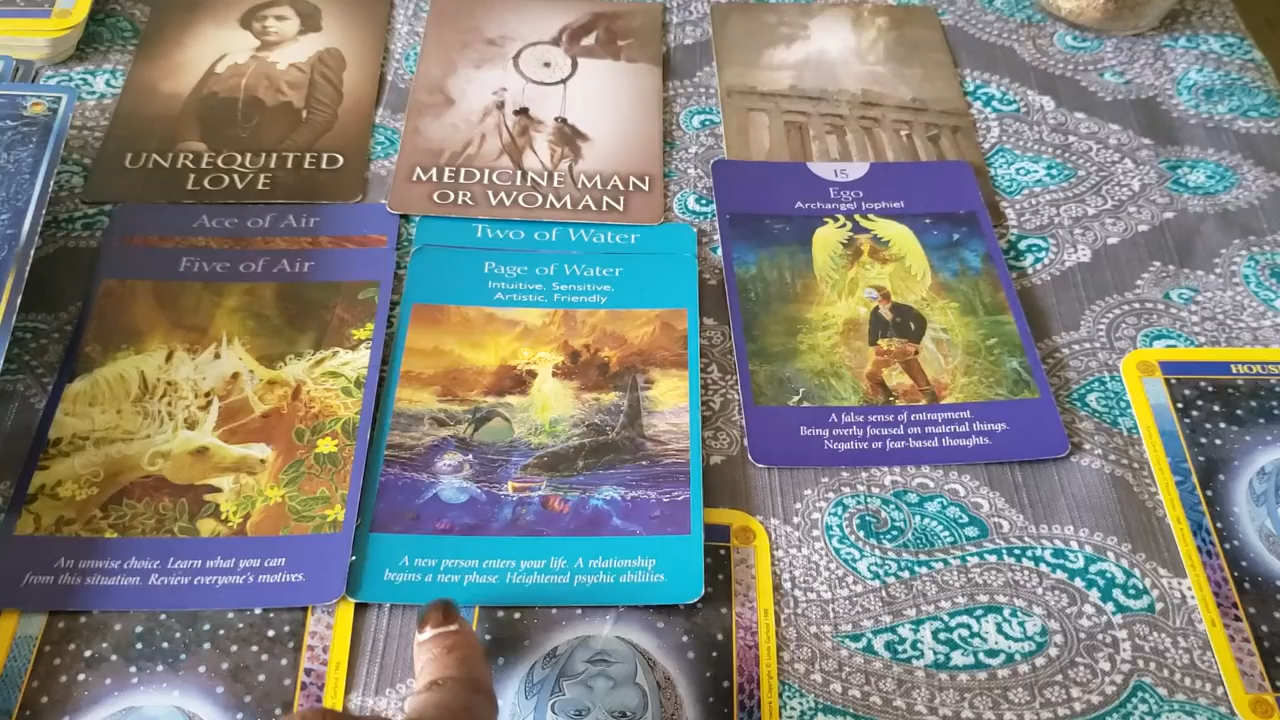 UNREQUITED
LOVE
MEDICINE MAN
OR WOMAN
15
Ego
Archangel Jophiel
A false sense of entrapment.
Being overly focused on material things.
Negative or fear-based thoughts.
Ace of Air
Five of Air
An unwise choice. Learn what you can
from this situation. Review everyone's motives.
Two of Water
Page of Water
Intuitive, Sensitive,
Artistic, Friendly
A new person enters your life. A relationship
begins a new phase. Heightened psychic abilities.